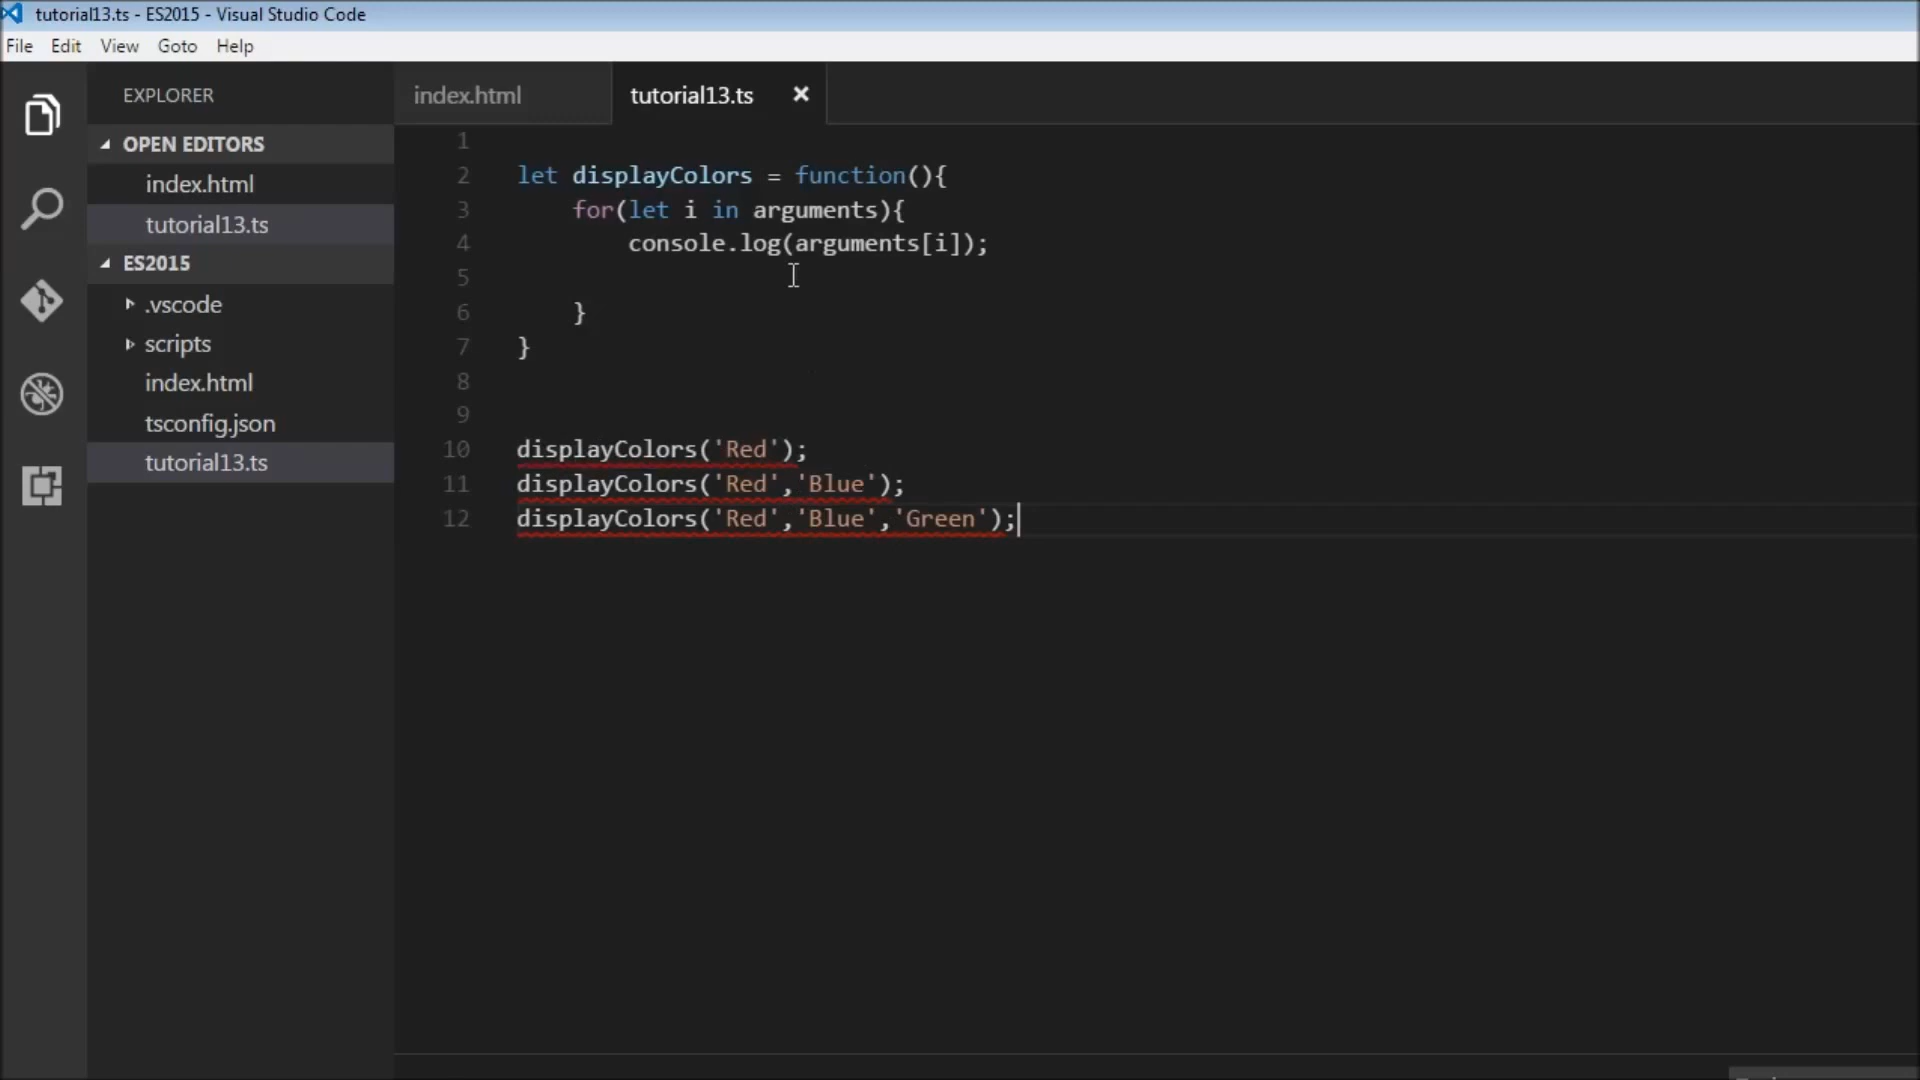 tutorial13.ts - ES2015 - Visual Studio Code
File Edit View Goto Help
EXPLORER
OPEN EDITORS
index.html
tutorial13.ts
ES2015
.vscode
scripts
index.html
tsconfig.json
tutorial13.ts
index.html tutorial13.ts
1
2 let displayColors = function(){
3 for(let i in arguments){
4 console.log(arguments[i]);
5
6 }
7 }
8
9
10 displayColors('Red');
11 displayColors('Red','Blue');
12 displayColors('Red','Blue','Green');